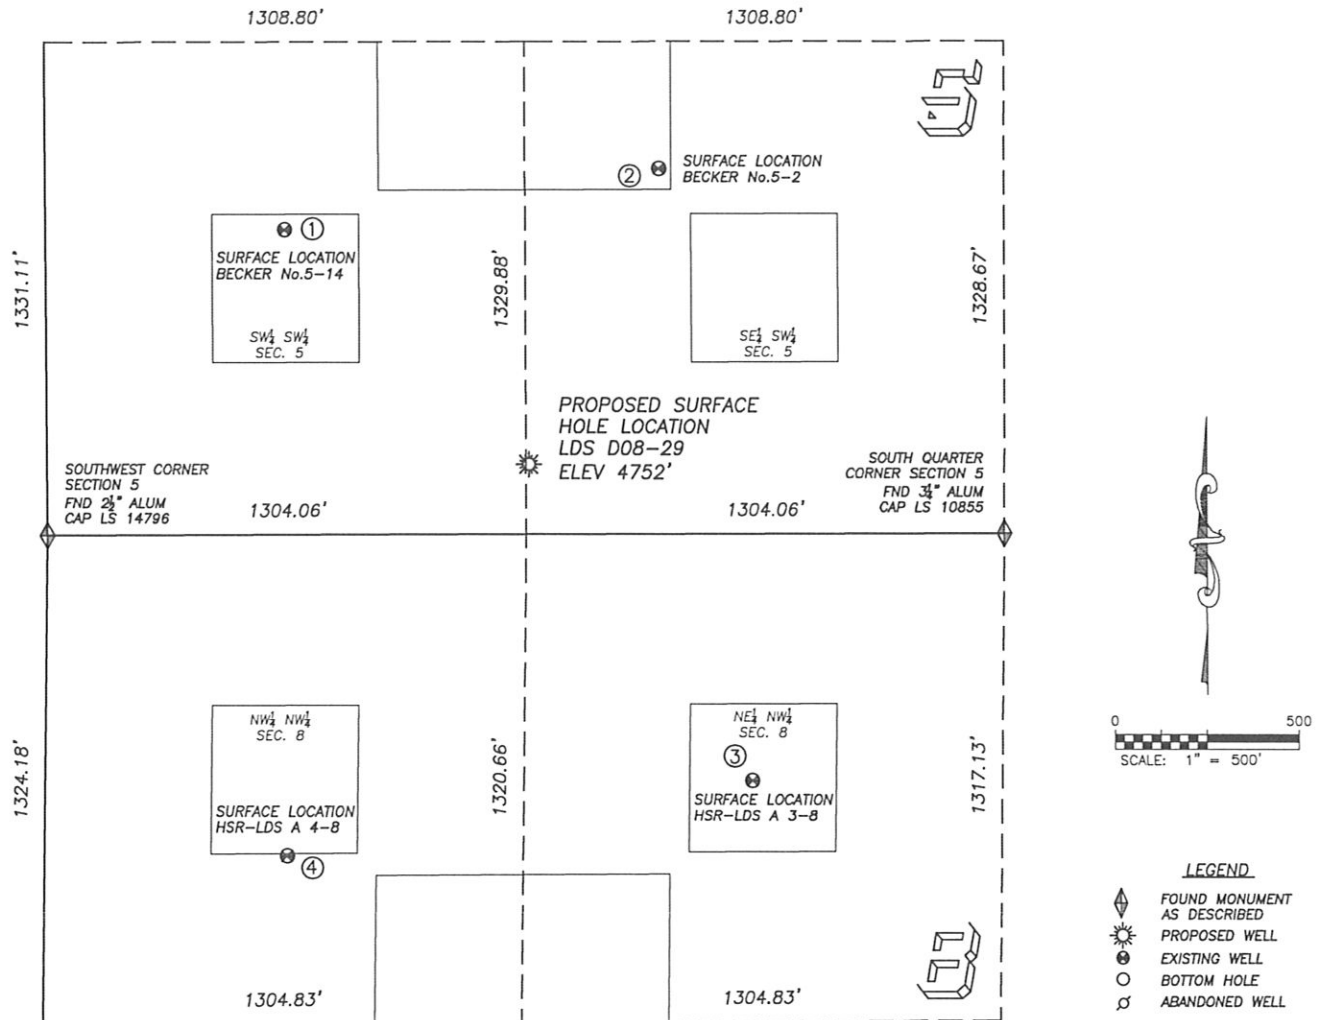 1308.80'
1308.80'
5
② SURFACE LOCATION
BECKER No.5-2
①
SURFACE LOCATION
BECKER No.5-14
1331.11'
1329.88'
1328.67'
SW¼ SW¼
SEC. 5
SE¼ SW¼
SEC. 5
PROPOSED SURFACE
HOLE LOCATION
LDS D08-29
ELEV 4752'
SOUTHWEST CORNER
SECTION 5
FND 2½" ALUM
CAP LS 14796
SOUTH QUARTER
CORNER SECTION 5
FND 3¼" ALUM
CAP LS 10855
1304.06'
1304.06'
NW¼ NW¼
SEC. 8
NE¼ NW¼
SEC. 8
0 500
SCALE: 1" = 500'
1324.18'
1320.66'
1317.13'
③
SURFACE LOCATION
HSR-LDS A 3-8
SURFACE LOCATION
HSR-LDS A 4-8
④
8
1304.83'
1304.83'
LEGEND
FOUND MONUMENT
AS DESCRIBED
PROPOSED WELL
EXISTING WELL
BOTTOM HOLE
ABANDONED WELL